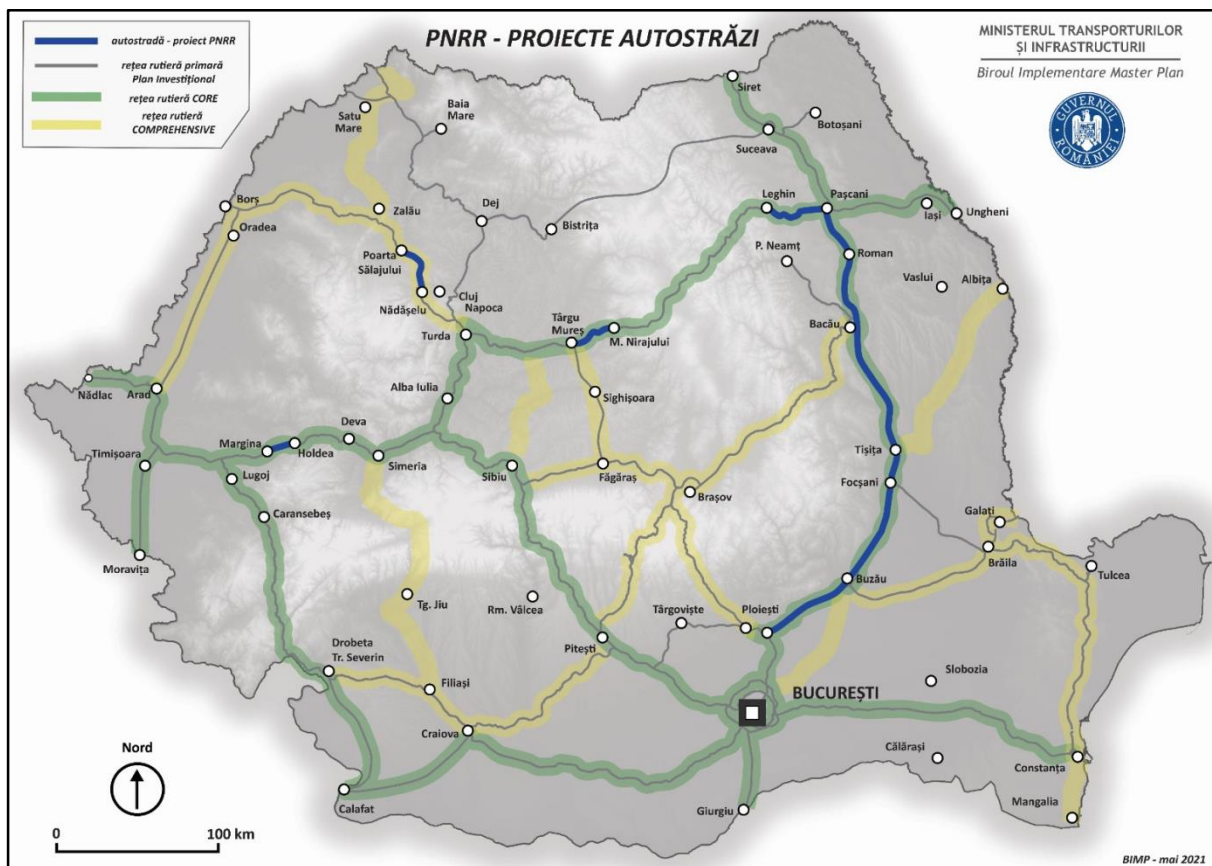 PNRR - PROIECTE AUTOSTRĂZI
MINISTERUL TRANSPORTURILOR
ȘI INFRASTRUCTURII
Biroul Implementare Master Plan
GUVERNUL ROMÂNIEI
autostradă - proiect PNRR
rețea rutieră primară
Plan Investițional
rețea rutieră CORE
rețea rutieră
COMPREHENSIVE
Siret
Satu
Mare
Baia
Mare
Botoșani
Suceava
Borș
Oradea
Zalău
Dej
Bistrița
Leghin
Pașcani
Iași
Ungheni
Poarta
Sălajului
P. Neamț
Roman
Vaslui
Albița
Nădășelu
Cluj
Napoca
Turda
Târgu
Mureș
M. Nirajului
Bacău
Nădlac
Arad
Alba Iulia
Sighișoara
Deva
Margina
Holdea
Timișoara
Lugoj
Simeria
Sibiu
Făgăraș
Brașov
Tișița
Focșani
Caransebeș
Galați
Moravița
Brăila
Tulcea
Buzău
Tg. Jiu
Rm. Vâlcea
Târgoviște
Ploiești
Pitești
Drobeta
Tr. Severin
Filiași
Slobozia
BUCUREȘTI
Craiova
Călărași
Constanța
Calafat
Giurgiu
Mangalia
Nord
0
100 km
BIMP - mai 2021